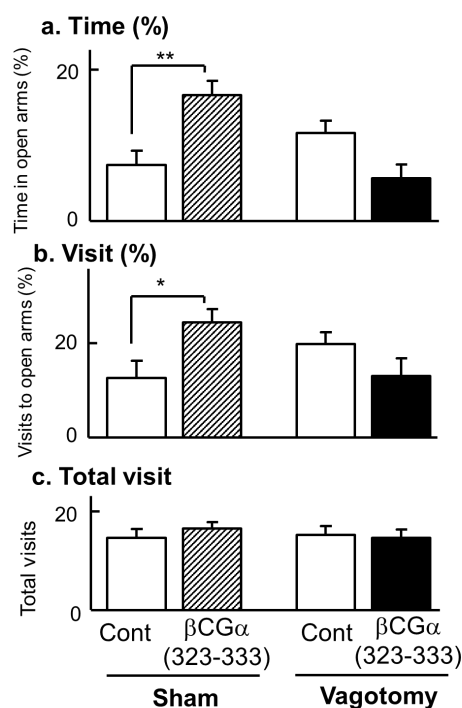 a. Time (%)
Time in open arms (%)
20
**
0
b. Visit (%)
Visits to open arms (%)
20
*
0
c. Total visit
Total visits
20
0
Cont
βCGα
(323-333)
Cont
βCGα
(323-333)
Sham
Vagotomy